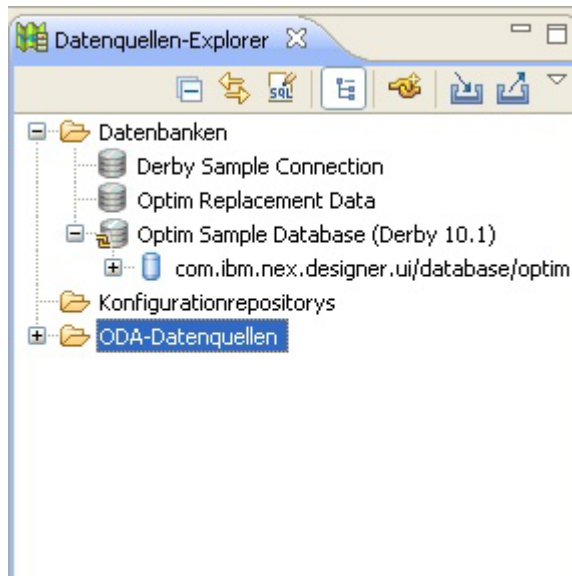 Datenquellen-Explorer
SQL
Datenbanken
Derby Sample Connection
Optim Replacement Data
Optim Sample Database (Derby 10.1)
com.ibm.nex.designer.ui/database/optim
Konfigurationrepositorys
ODA-Datenquellen